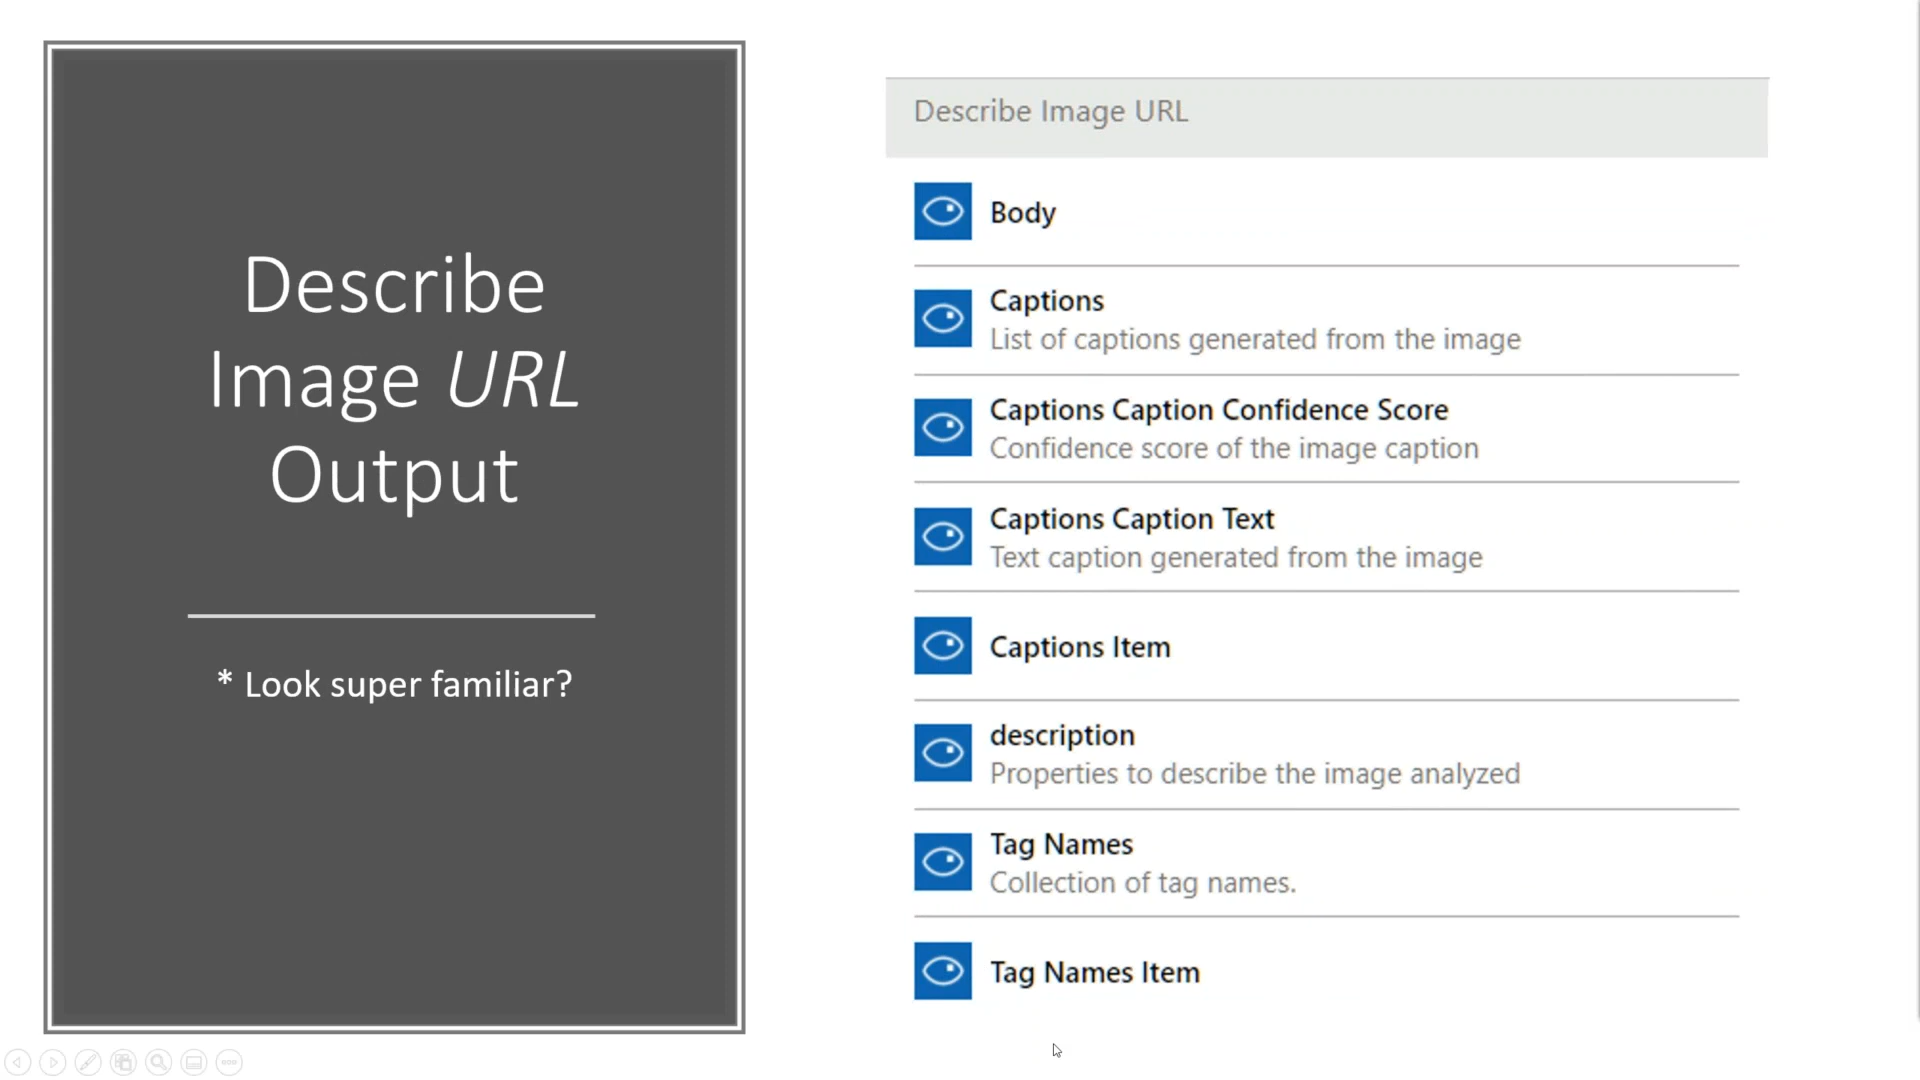 Describe
Image URL
Output
* Look super familiar?
Describe Image URL
Body
Captions
List of captions generated from the image
Captions Caption Confidence Score
Confidence score of the image caption
Captions Caption Text
Text caption generated from the image
Captions Item
description
Properties to describe the image analyzed
Tag Names
Collection of tag names.
Tag Names Item